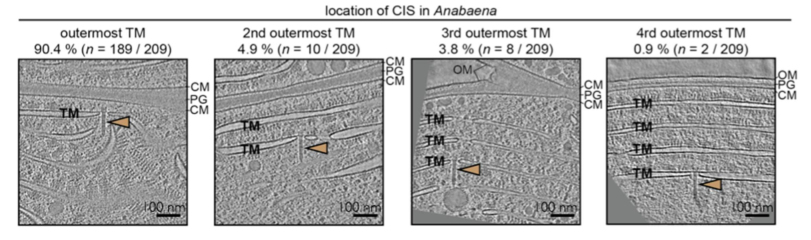 location of CIS in Anabaena
outermost TM
90.4 % (n = 189 / 209)
2nd outermost TM
4.9 % (n = 10 / 209)
3rd outermost TM
3.8 % (n = 8 / 209)
4rd outermost TM
0.9 % (n = 2 / 209)
TM
CM
PG
CM
100 nm
TM
TM
CM
PG
CM
100 nm
OM
TM
TM
TM
CM
PG
CM
100 nm
TM
TM
TM
TM
OM
PG
CM
100 nm